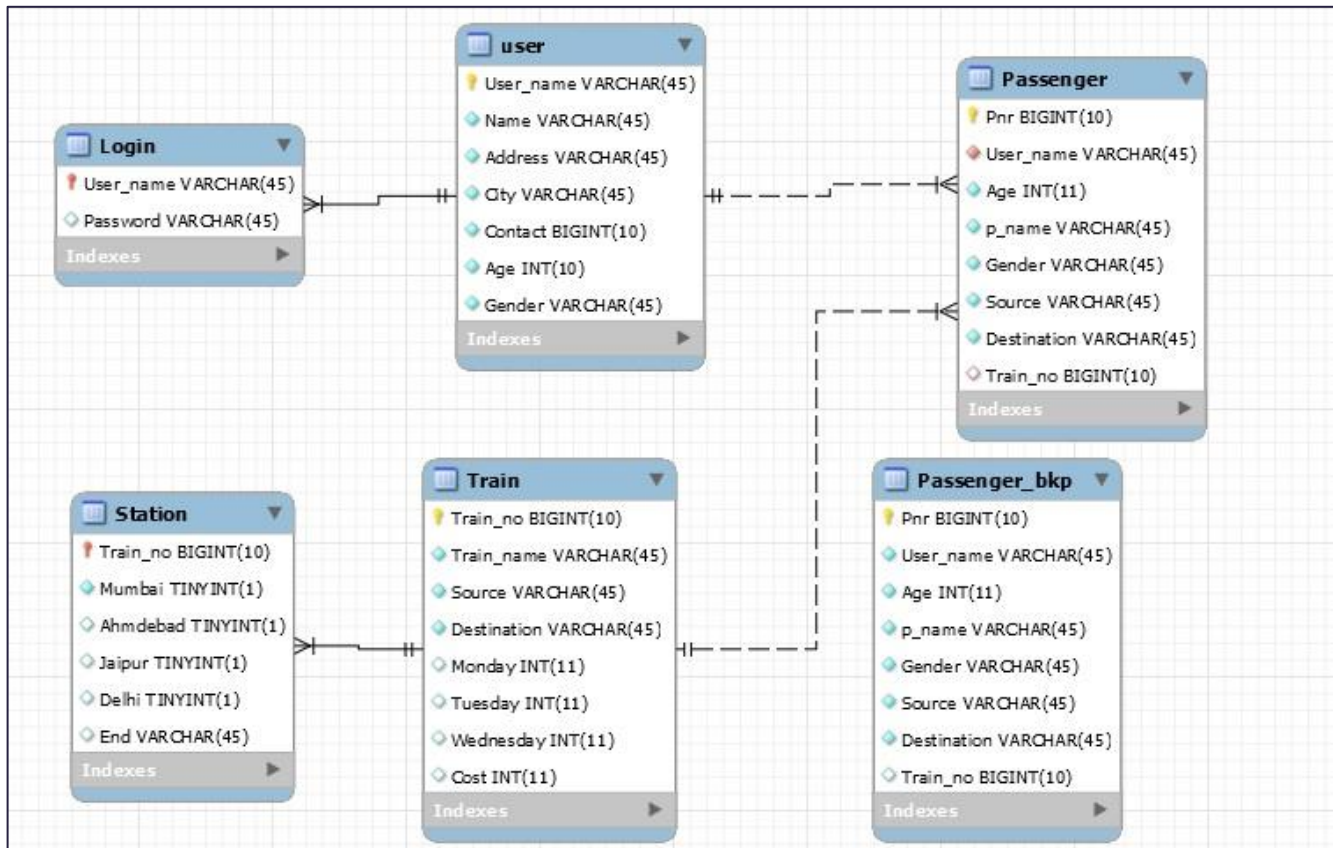 Login
User_name VARCHAR(45)
Password VARCHAR(45)
Indexes
user
User_name VARCHAR(45)
Name VARCHAR(45)
Address VARCHAR(45)
City VARCHAR(45)
Contact BIGINT(10)
Age INT(10)
Gender VARCHAR(45)
Indexes
Passenger
Pnr BIGINT(10)
User_name VARCHAR(45)
Age INT(11)
p_name VARCHAR(45)
Gender VARCHAR(45)
Source VARCHAR(45)
Destination VARCHAR(45)
Train_no BIGINT(10)
Indexes
Station
Train_no BIGINT(10)
Mumbai TINYINT(1)
Ahmdebad TINYINT(1)
Jaipur TINYINT(1)
Delhi TINYINT(1)
End VARCHAR(45)
Indexes
Train
Train_no BIGINT(10)
Train_name VARCHAR(45)
Source VARCHAR(45)
Destination VARCHAR(45)
Monday INT(11)
Tuesday INT(11)
Wednesday INT(11)
Cost INT(11)
Indexes
Passenger_bkp
Pnr BIGINT(10)
User_name VARCHAR(45)
Age INT(11)
p_name VARCHAR(45)
Gender VARCHAR(45)
Source VARCHAR(45)
Destination VARCHAR(45)
Train_no BIGINT(10)
Indexes